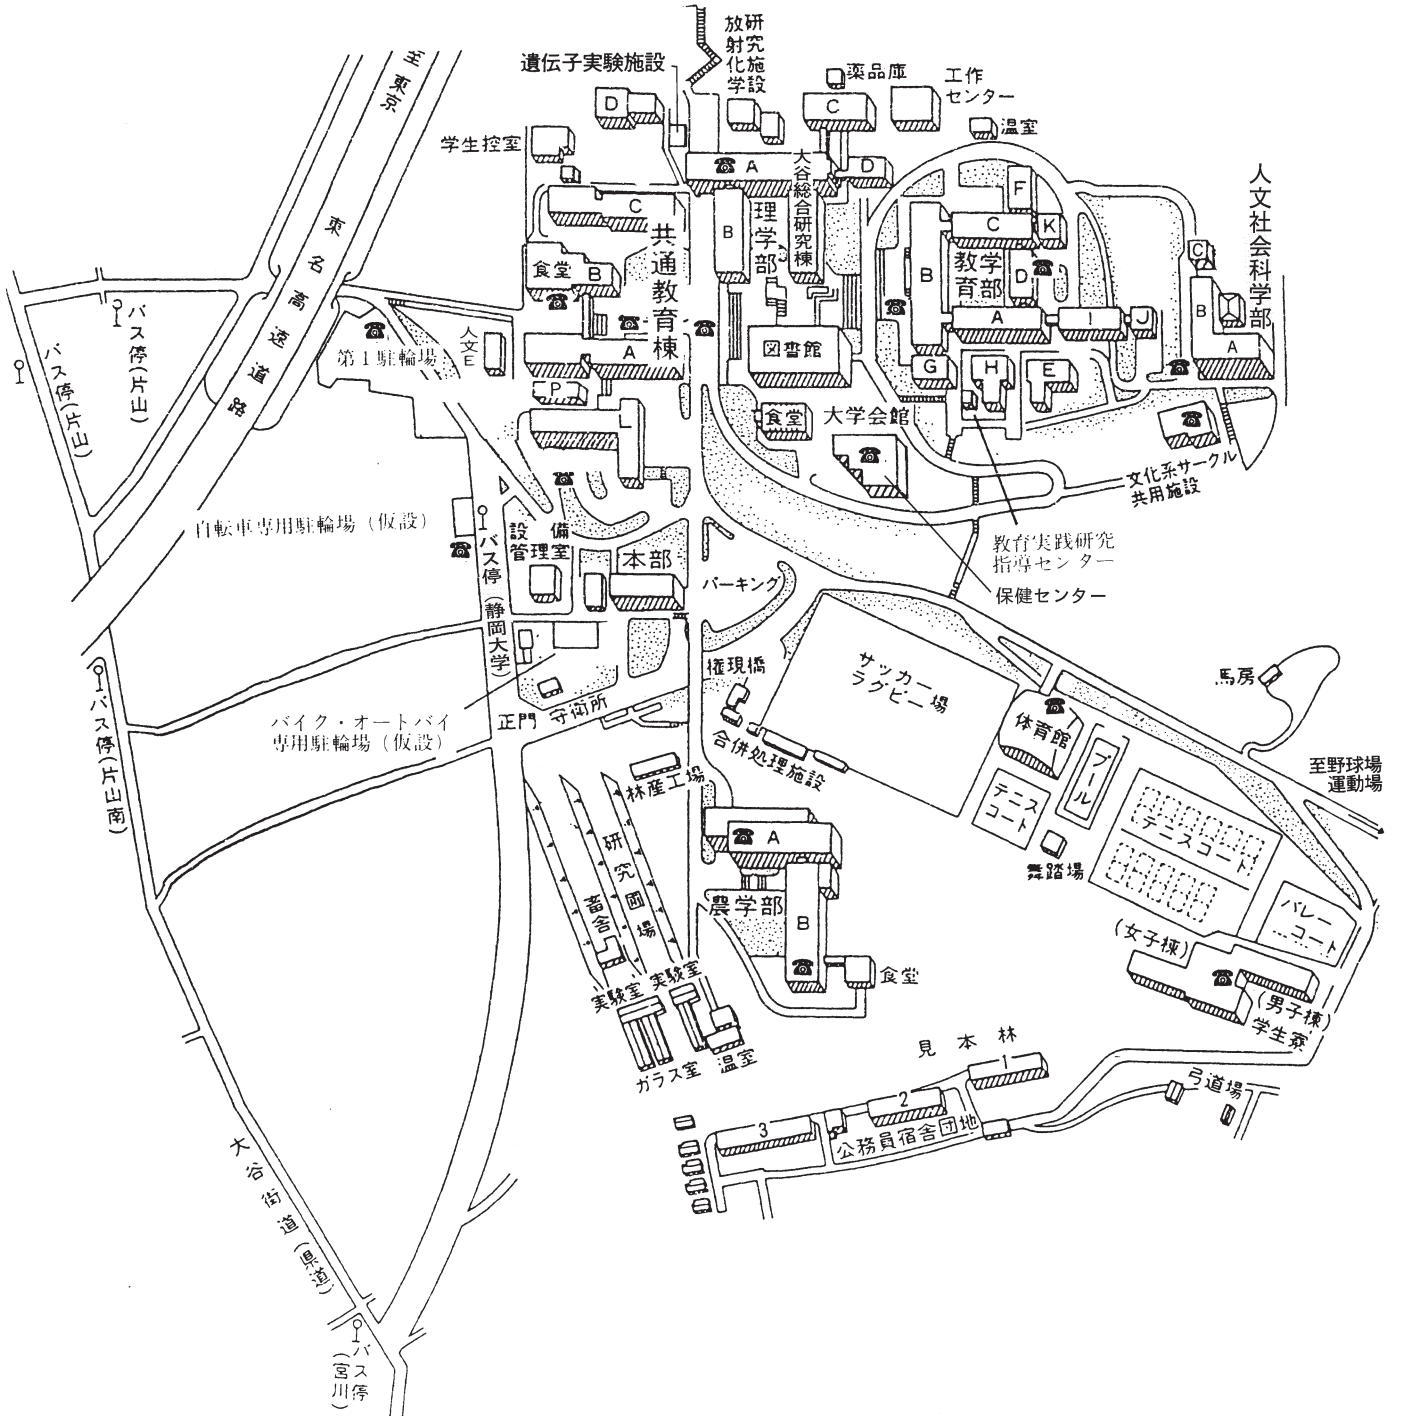 放射化学
研究施設
遺伝子実験施設
至東京
薬品庫
工作
センター
温室
D
C
学生控室
A
D
大谷総合研究棟
理学部
B
C
共通教育棟
食堂
B
A
P
人文E
図書館
F
C
K
B
教育
学部
D
A
I
J
G
H
E
人文社会科学部
C
B
A
東名高速道路
バス停(片山)
バス停(片山)
第1駐輪場
食堂
大学会館
文化系サークル
共用施設
自転車専用駐輪場(仮設)
設備
管理室
本部
バス停(静岡大学)
パーキング
教育実践研究
指導センター
保健センター
権現橋
サッカー
ラグビー場
馬房
体育館
プール
至野球場
運動場
バス停(片山南)
バイク・オートバイ
専用駐輪場(仮設)
正門
守衛所
合併処理施設
林産工場
テニス
コート
テニスコート
舞踏場
バレー
コート
A
農学部
B
食堂
研究圃場
畜舎
実験室
実験室
ガラス室
温室
(女子棟)
(男子棟)
学生寮
見本林
1
2
3
公務員宿舎団地
弓道場
大谷街道(県道)
バス停
(宮川)